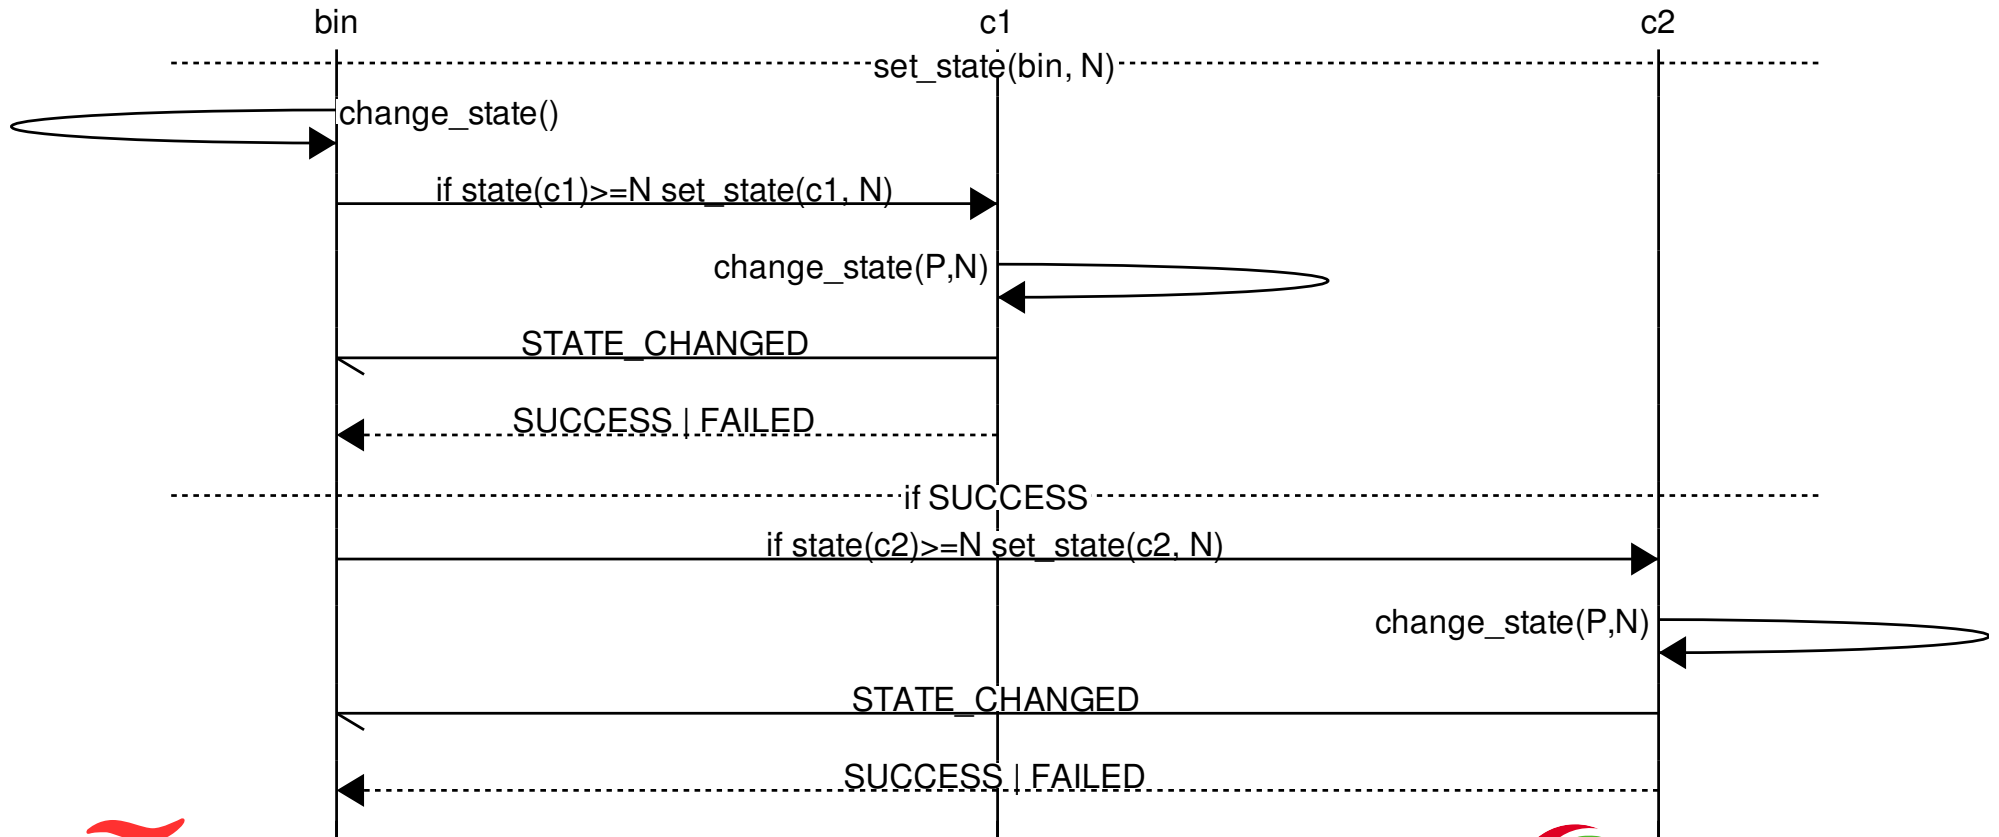 bin c1 c2
set_state(bin, N)
change_state()
if state(c1)>=N set_state(c1, N)
change_state(P,N)
STATE_CHANGED
SUCCESS | FAILED
if SUCCESS
if state(c2)>=N set_state(c2, N)
change_state(P,N)
STATE_CHANGED
SUCCESS | FAILED